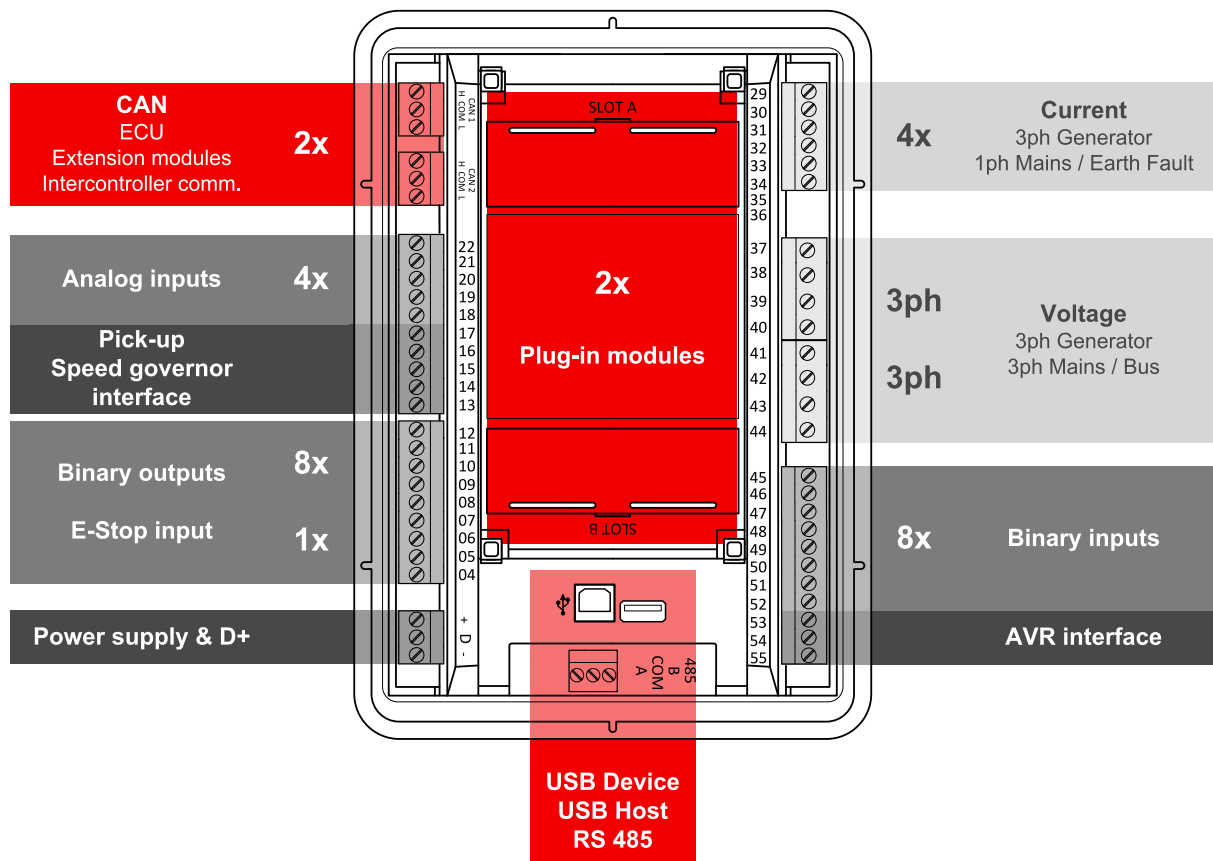 CAN
ECU
Extension modules
Intercontroller comm.
2x
Analog inputs
4x
Pick-up
Speed governor
interface
Binary outputs
8x
E-Stop input
1x
Power supply & D+
CAN 1
H COM L
CAN 2
H COM L
22
21
20
19
18
17
16
15
14
13
12
11
10
09
08
07
06
05
04
+
D
-
SLOT A
2x
Plug-in modules
SLOT B
485
B
COM
A
USB Device
USB Host
RS 485
29
30
31
32
33
34
35
36
37
38
39
40
41
42
43
44
45
46
47
48
49
50
51
52
53
54
55
4x
Current
3ph Generator
1ph Mains / Earth Fault
3ph
3ph
Voltage
3ph Generator
3ph Mains / Bus
8x
Binary inputs
AVR interface